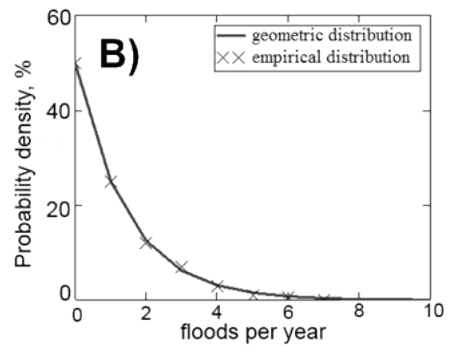 60
B)
geometric distribution
empirical distribution
Probability density, %
40
20
0
0 2 4 6 8 10
floods per year